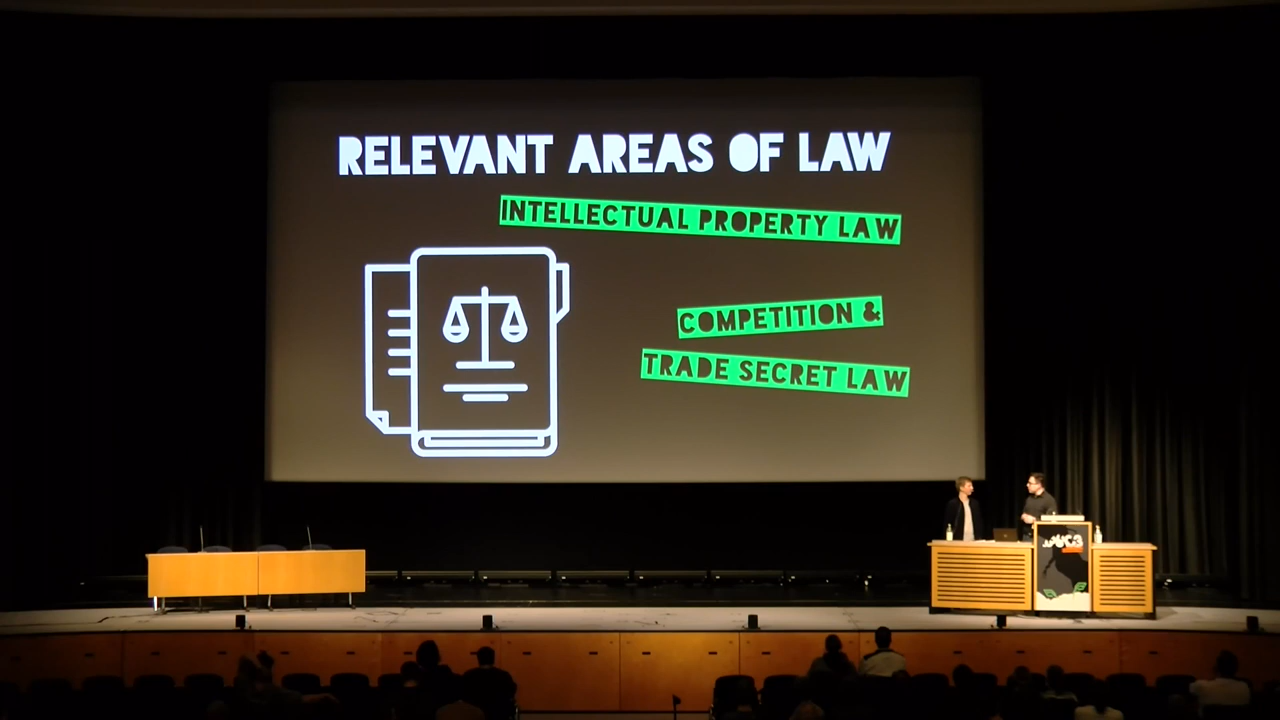 RELEVANT AREAS OF LAW
INTELLECTUAL PROPERTY LAW
COMPETITION &
TRADE SECRET LAW